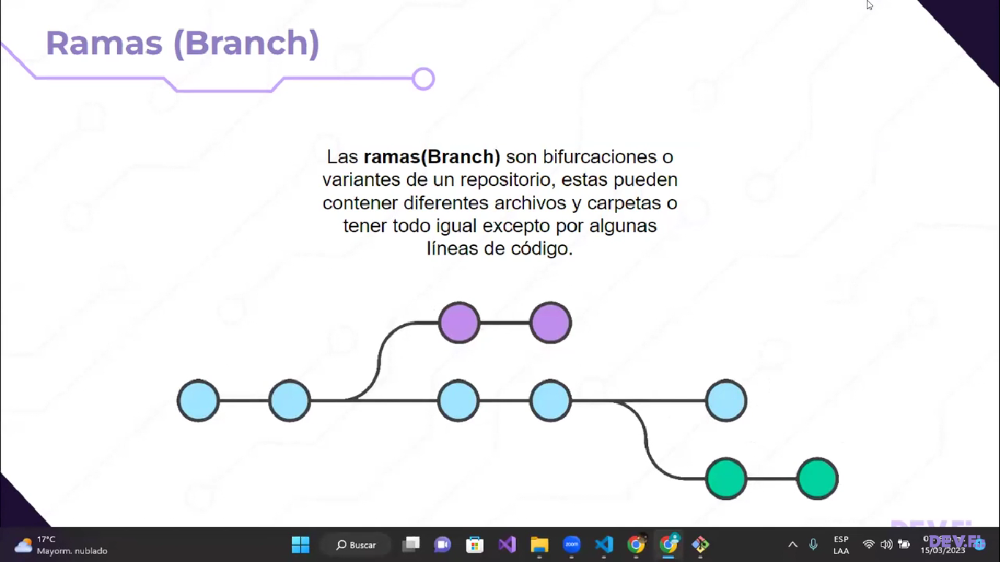 Ramas (Branch)
Las ramas(Branch) son bifurcaciones o
variantes de un repositorio, estas pueden
contener diferentes archivos y carpetas o
tener todo igual excepto por algunas
líneas de código.
17°C
Mayorm. nublado
Buscar
zoom
ESP
LAA
15/03/2023
DEV.F